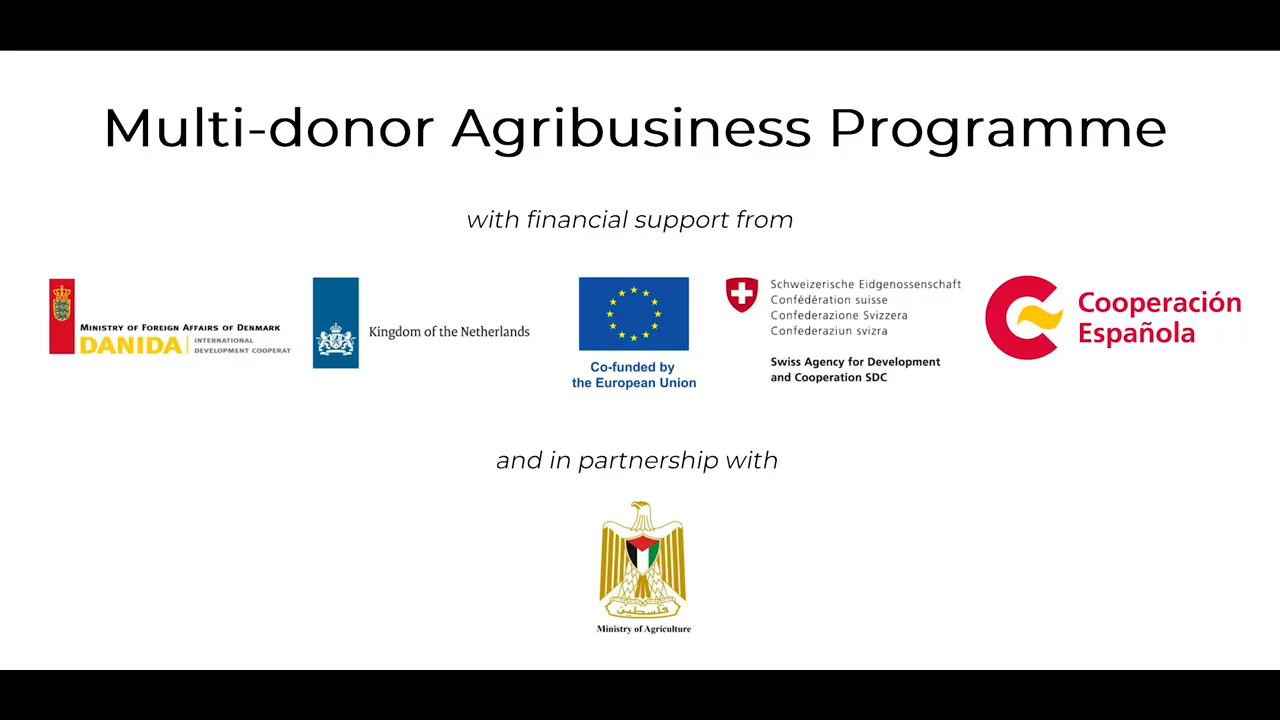 Multi-donor Agribusiness Programme
with financial support from
MINISTRY OF FOREIGN AFFAIRS OF DENMARK
DANIDA
INTERNATIONAL
DEVELOPMENT COOPERAT
Kingdom of the Netherlands
Co-funded by
the European Union
Schweizerische Eidgenossenschaft
Confédération suisse
Confederazione Svizzera
Confederaziun svizra
Swiss Agency for Development
and Cooperation SDC
Cooperación
Española
and in partnership with
فلسطين
Ministry of Agriculture